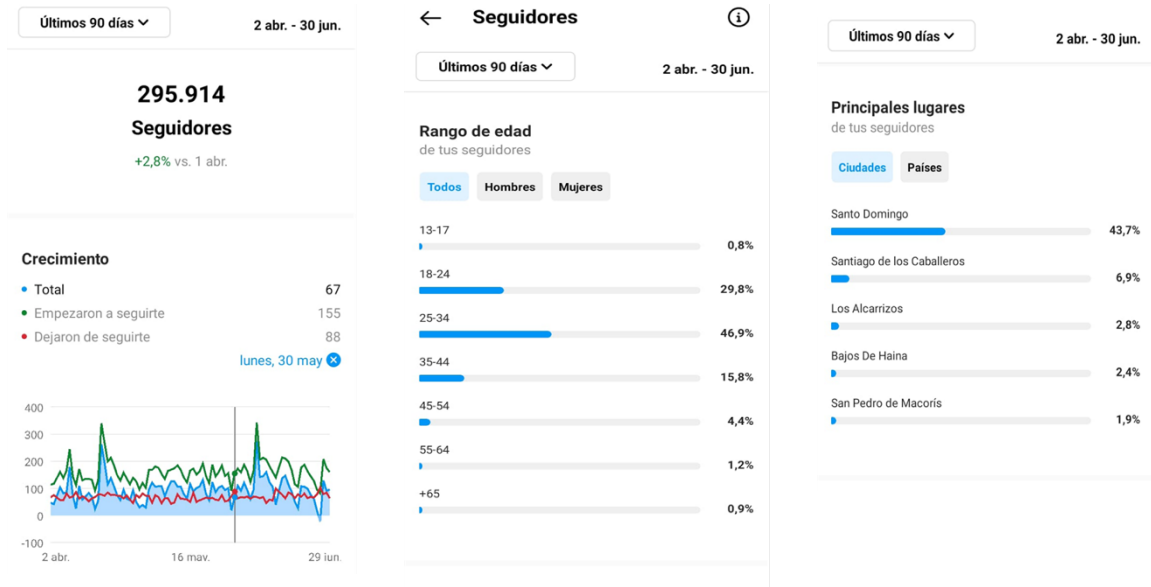 Últimos 90 días
2 abr. - 30 jun.
295.914
Seguidores
+2,8% vs. 1 abr.
Crecimiento
Total 67
Empezaron a seguirte 155
Dejaron de seguirte 88
lunes, 30 may
400
300
200
100
0
-100
2 abr. 16 may. 29 jun.
Seguidores
Últimos 90 días
2 abr. - 30 jun.
Rango de edad
de tus seguidores
Todos Hombres Mujeres
13-17
0,8%
18-24
29,8%
25-34
46,9%
35-44
15,8%
45-54
4,4%
55-64
1,2%
+65
0,9%
Últimos 90 días
2 abr. - 30 jun.
Principales lugares
de tus seguidores
Ciudades Países
Santo Domingo
43,7%
Santiago de los Caballeros
6,9%
Los Alcarrizos
2,8%
Bajos De Haina
2,4%
San Pedro de Macorís
1,9%